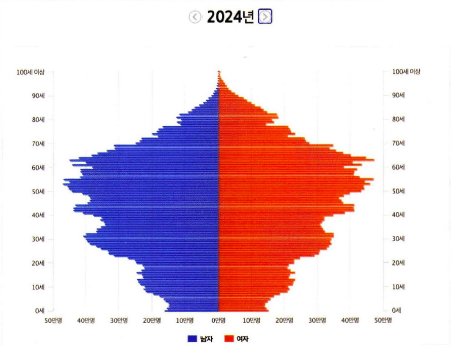 2024년
100세 이상 100세 이상
90세 90세
80세 80세
70세 70세
60세 60세
50세 50세
40세 40세
30세 30세
20세 20세
10세 10세
0세 0세
50만명 40만명 30만명 20만명 10만명 0만명 10만명 20만명 30만명 40만명 50만명
남자 여자